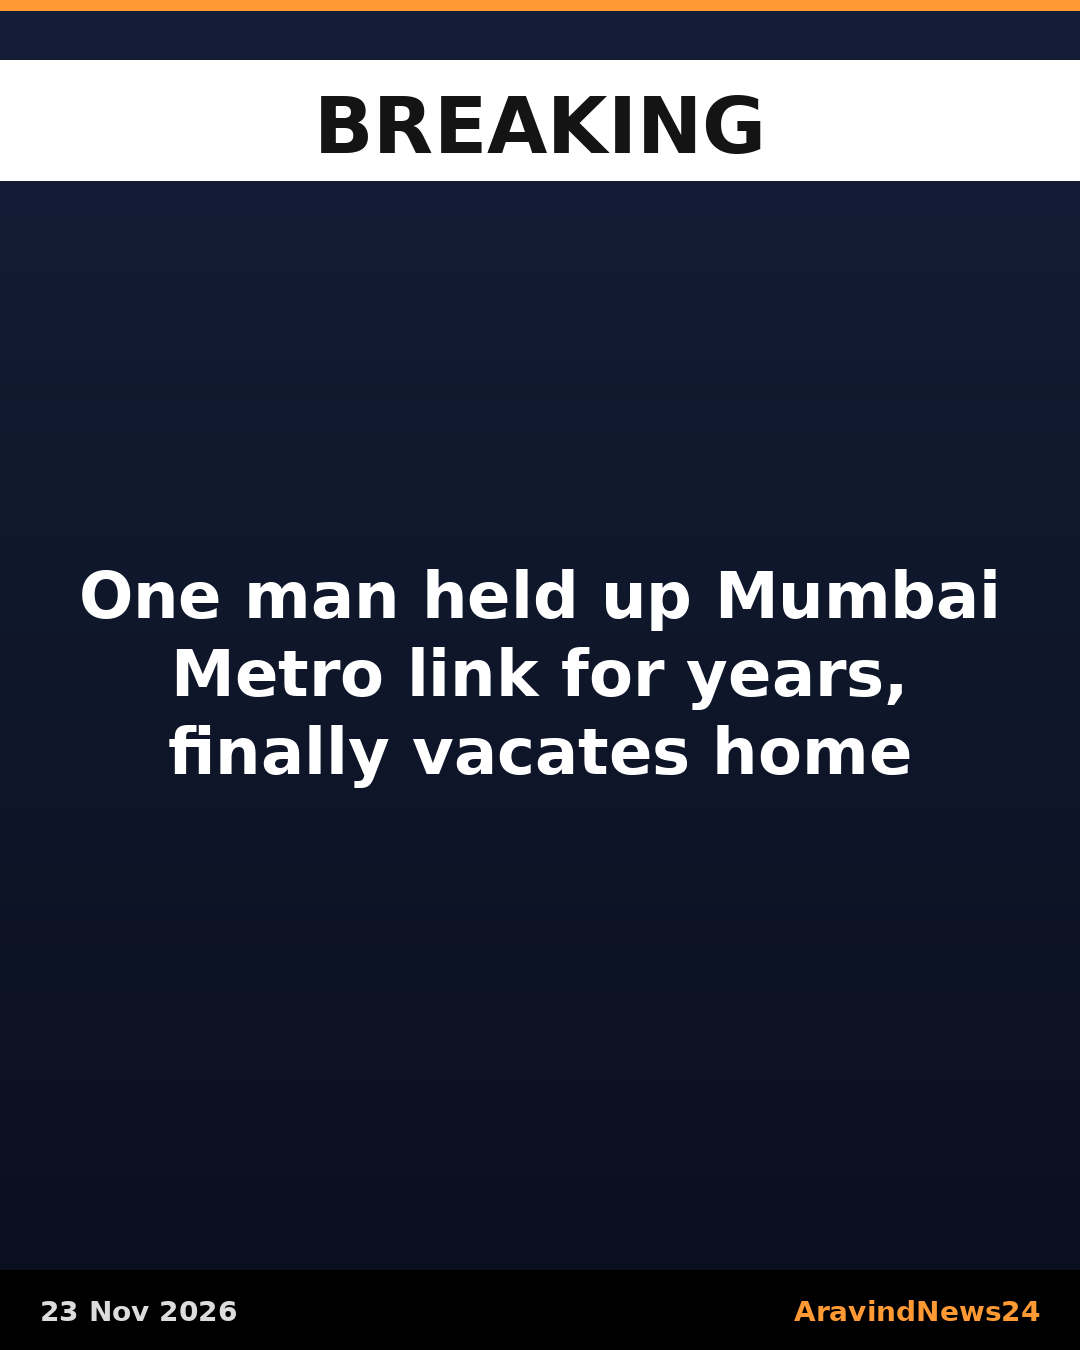 BREAKING
One man held up Mumbai
Metro link for years,
finally vacates home
23 Nov 2026
AravindNews24